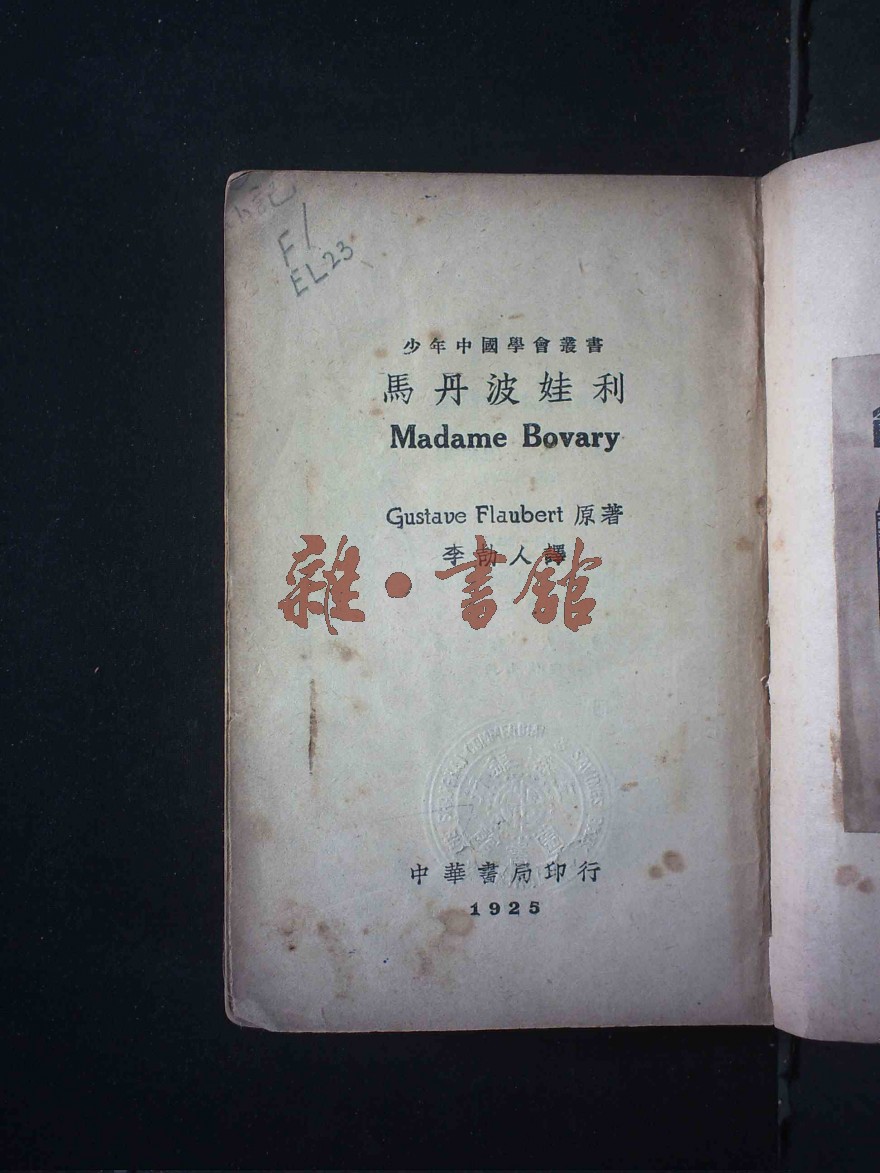 記
F/
EL23
少年中國學會叢書
馬丹波娃利
Madame Bovary
Gustave Flaubert 原著
李劼人譯
雜·書館
中華書局印行
1925